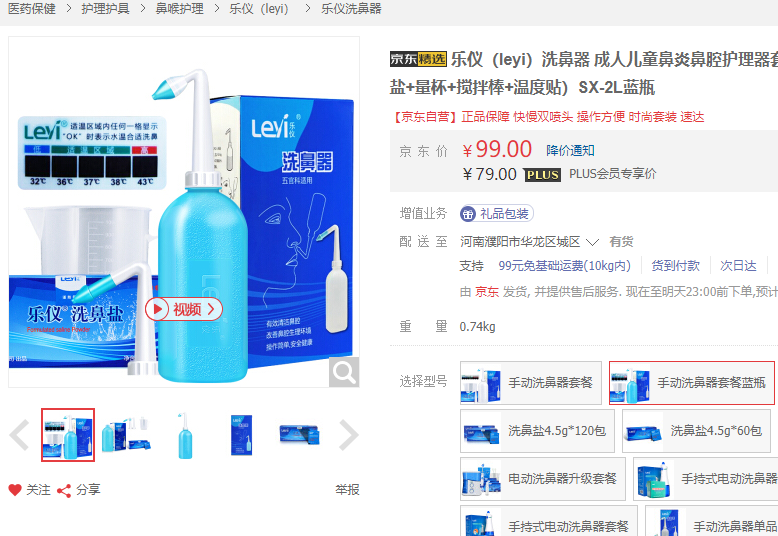 医药保健 > 护理护具 > 鼻喉护理 > 乐仪（leyi） > 乐仪洗鼻器
Leyi 适温区域内任何一格显示
"OK"时表示水温合适洗鼻
低 适温区域 高
32℃ 36℃ 37℃ 38℃ 43℃
Leyi® 乐仪
洗鼻器
五官科适用
Leyi
乐仪® 洗鼻盐
有效清洁鼻腔
改善鼻腔生理环境
操作简单,安全健康
视频
关注 分享 举报
京东精选 乐仪（leyi）洗鼻器 成人儿童鼻炎鼻腔护理器套
盐+量杯+搅拌棒+温度贴）SX-2L蓝瓶
【京东自营】正品保障 快慢双喷头 操作方便 时尚套装 速达
京 东 价 ￥99.00 降价通知
￥79.00 PLUS PLUS会员专享价
增值业务 礼品包装
配 送 至 河南濮阳市华龙区城区 有货
支持 99元免基础运费(10kg内) 货到付款 次日达
由 京东 发货, 并提供售后服务. 现在至明天23:00前下单,预计
重 量 0.74kg
选择型号 手动洗鼻器套餐 手动洗鼻器套餐蓝瓶
洗鼻盐4.5g*120包 洗鼻盐4.5g*60包
电动洗鼻器升级套餐 手持式电动洗鼻器
手持式电动洗鼻器套餐 手动洗鼻器单品